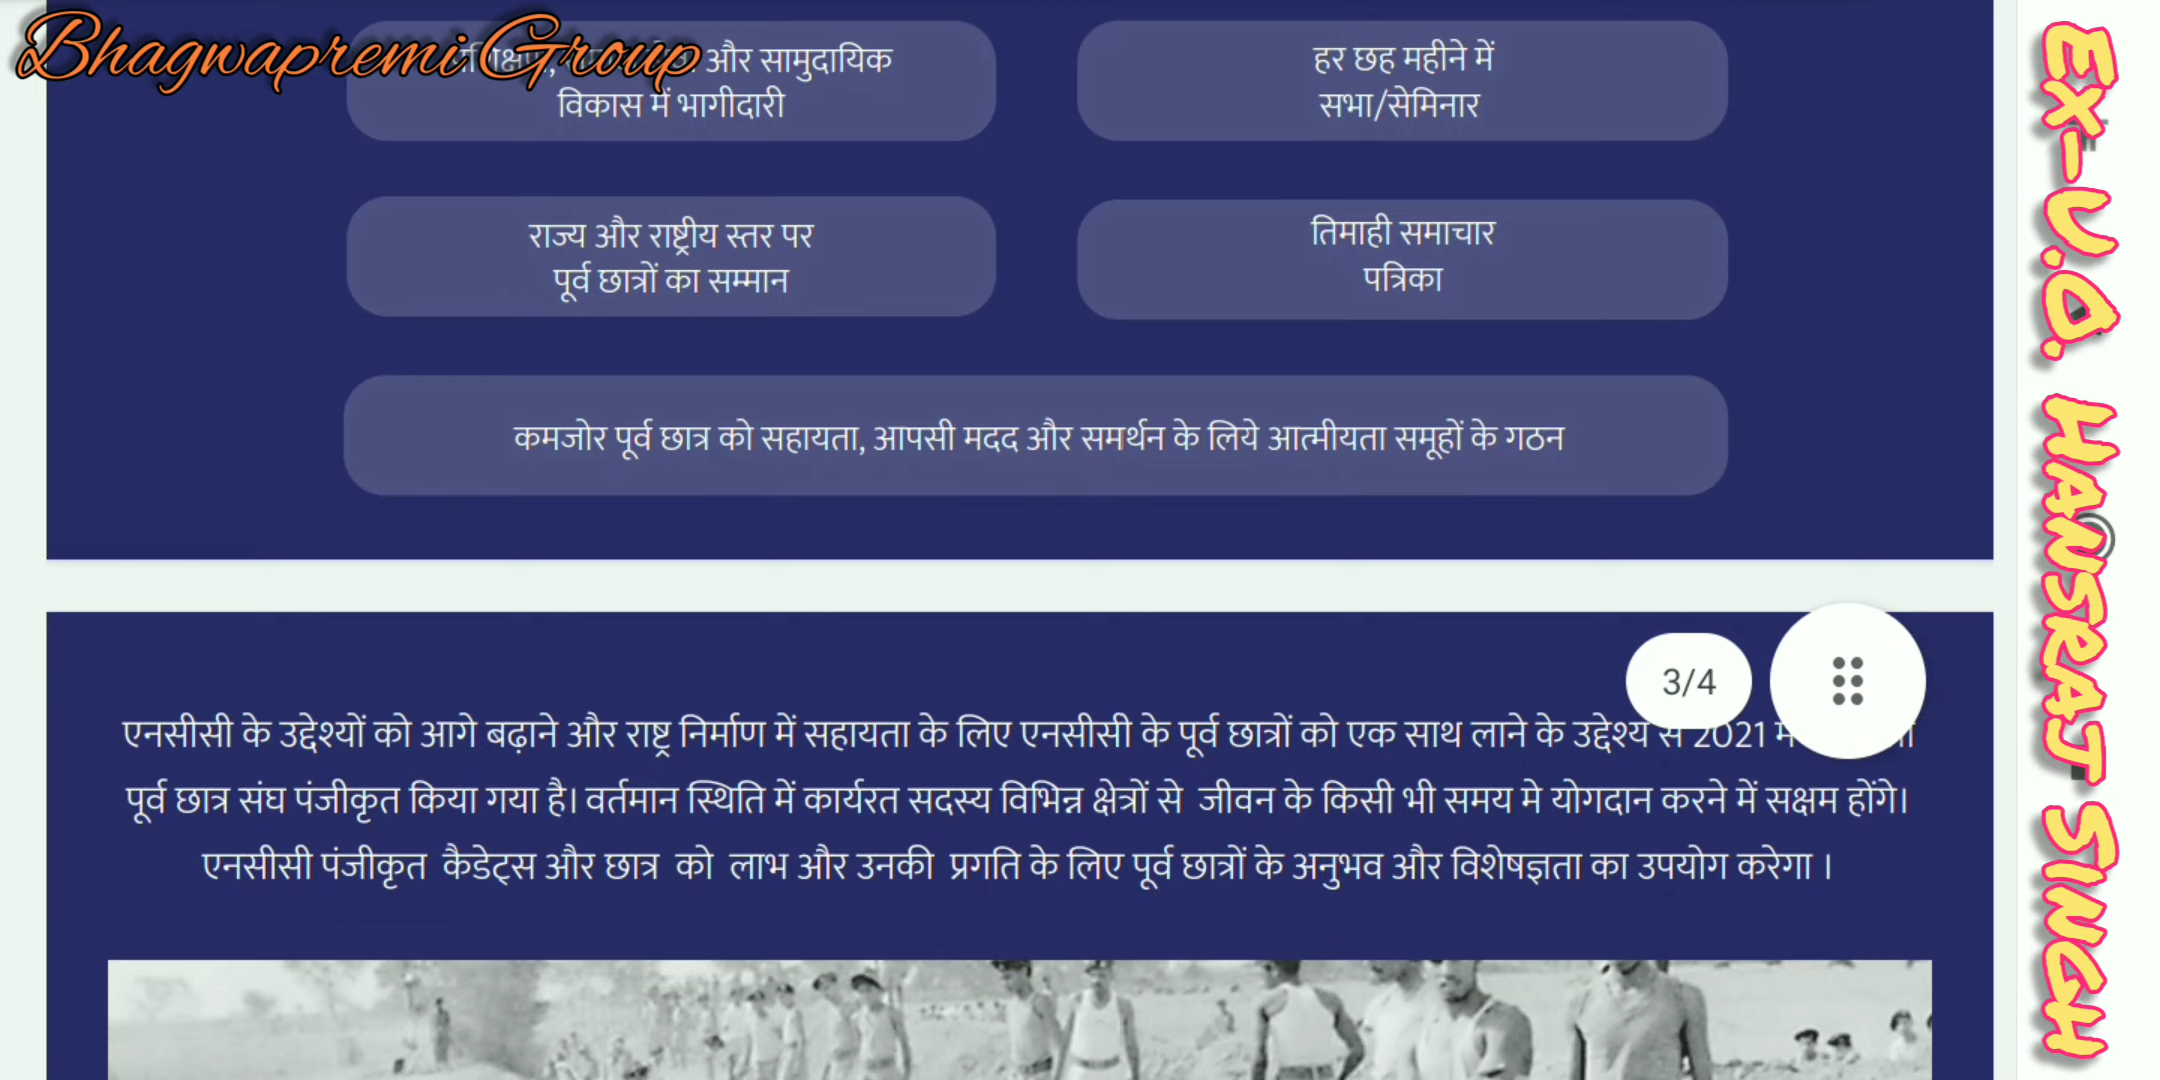 Bhagwapremi Group
और सामुदायिक
विकास में भागीदारी
हर छह महीने में
सभा/सेमिनार
राज्य और राष्ट्रीय स्तर पर
पूर्व छात्रों का सम्मान
तिमाही समाचार
पत्रिका
कमजोर पूर्व छात्र को सहायता, आपसी मदद और समर्थन के लिये आत्मीयता समूहों के गठन
3/4
एनसीसी के उद्देश्यों को आगे बढ़ाने और राष्ट्र निर्माण में सहायता के लिए एनसीसी के पूर्व छात्रों को एक साथ लाने के उद्देश्य से 2021
पूर्व छात्र संघ पंजीकृत किया गया है। वर्तमान स्थिति में कार्यरत सदस्य विभिन्न क्षेत्रों से जीवन के किसी भी समय मे योगदान करने में सक्षम होंगे।
एनसीसी पंजीकृत कैडेट्स और छात्र को लाभ और उनकी प्रगति के लिए पूर्व छात्रों के अनुभव और विशेषज्ञता का उपयोग करेगा ।
EX-U.O. HANSRAJ SINGH